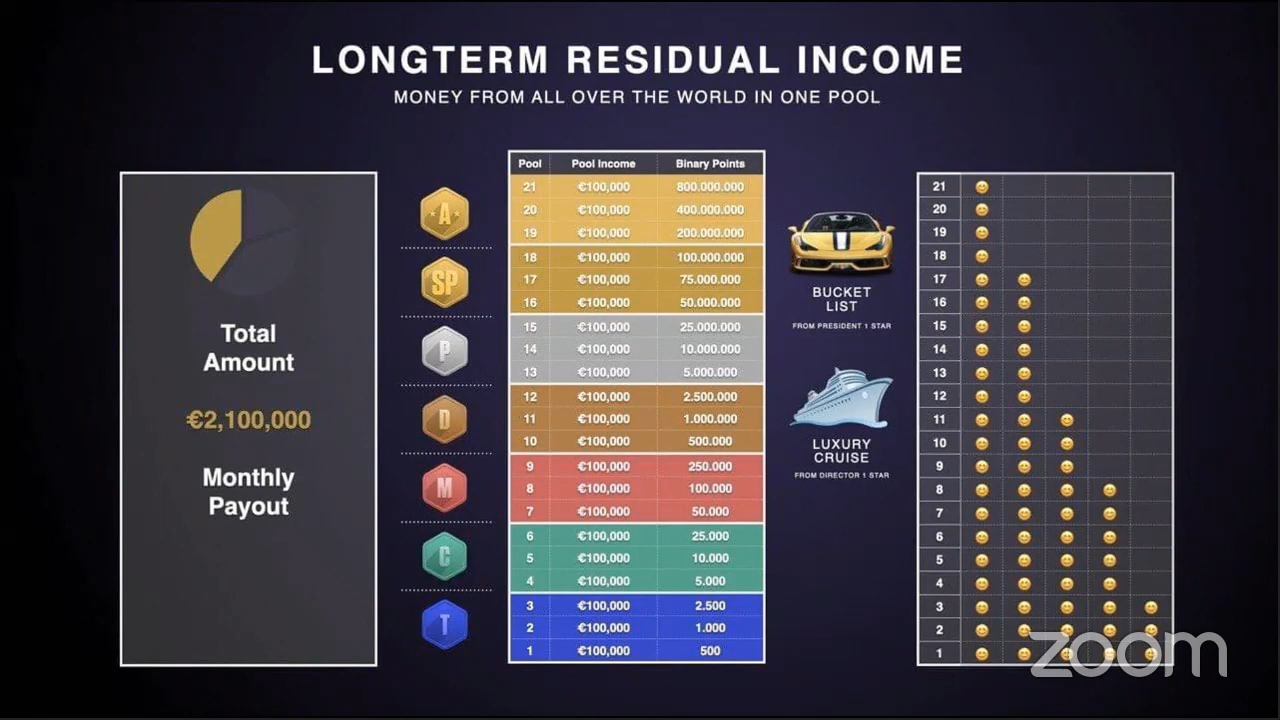 LONGTERM RESIDUAL INCOME
MONEY FROM ALL OVER THE WORLD IN ONE POOL
Total
Amount
€2,100,000
Monthly
Payout
A
SP
P
D
M
C
T
Pool Pool Income Binary Points
21 €100,000 800.000.000
20 €100,000 400.000.000
19 €100,000 200.000.000
18 €100,000 100.000.000
17 €100,000 75.000.000
16 €100,000 50.000.000
15 €100,000 25.000.000
14 €100,000 10.000.000
13 €100,000 5.000.000
12 €100,000 2.500.000
11 €100,000 1.000.000
10 €100,000 500.000
9 €100,000 250.000
8 €100,000 100.000
7 €100,000 50.000
6 €100,000 25.000
5 €100,000 10.000
4 €100,000 5.000
3 €100,000 2.500
2 €100,000 1.000
1 €100,000 500
BUCKET
LIST
FROM PRESIDENT 1 STAR
LUXURY
CRUISE
FROM DIRECTOR 1 STAR
21
20
19
18
17
16
15
14
13
12
11
10
9
8
7
6
5
4
3
2
1
zoom